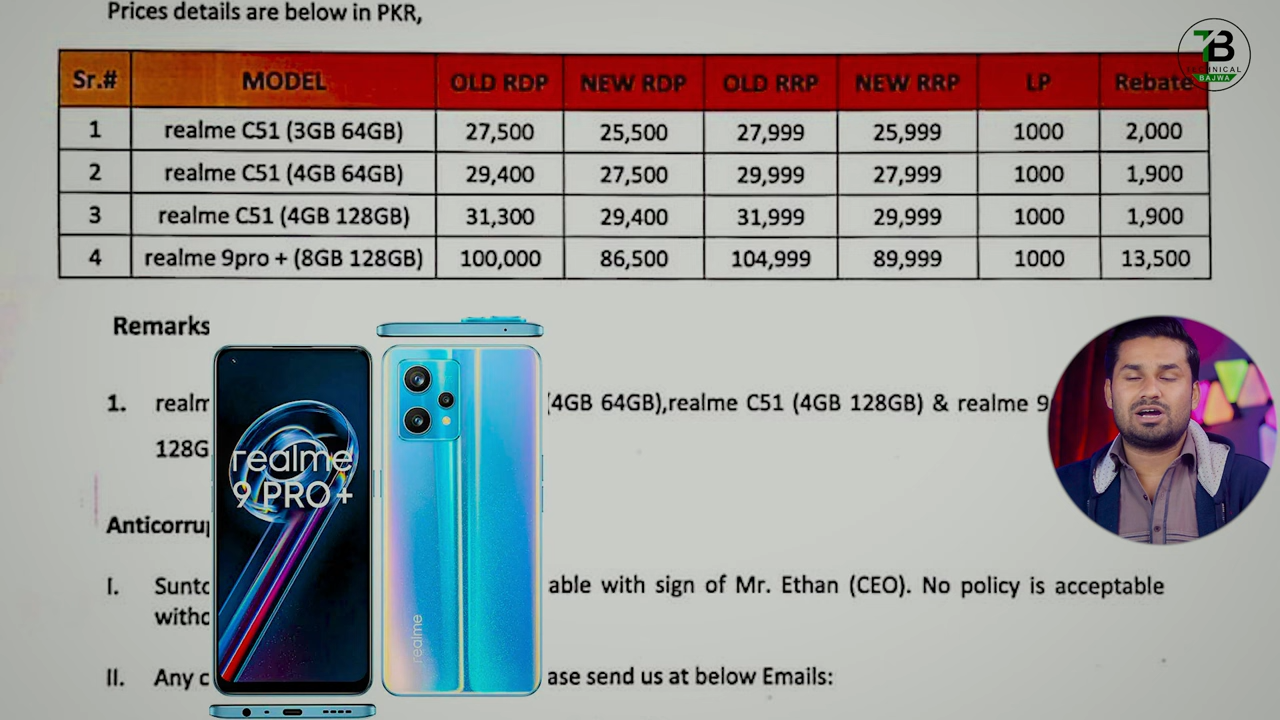 Prices details are below in PKR,
TB
TECHNICAL
BAJWA
Sr.# MODEL OLD RDP NEW RDP OLD RRP NEW RRP LP Rebate
1 realme C51 (3GB 64GB) 27,500 25,500 27,999 25,999 1000 2,000
2 realme C51 (4GB 64GB) 29,400 27,500 29,999 27,999 1000 1,900
3 realme C51 (4GB 128GB) 31,300 29,400 31,999 29,999 1000 1,900
4 realme 9pro + (8GB 128GB) 100,000 86,500 104,999 89,999 1000 13,500
Remarks
1. realm (4GB 64GB),realme C51 (4GB 128GB) & realme 9
128G
realme
9 PRO+
realme
Anticorru
I. Sunto able with sign of Mr. Ethan (CEO). No policy is acceptable
witho
II. Any c ase send us at below Emails: